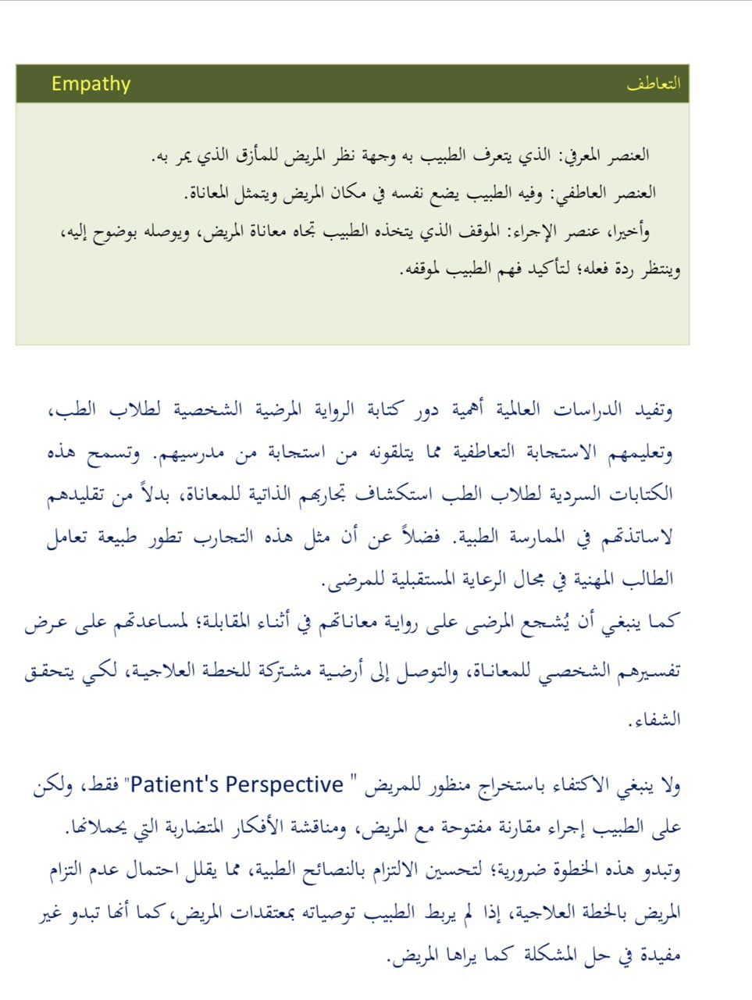 التعاطف Empathy
العنصر المعرفي: الذي يتعرف الطبيب به وجهة نظر المريض للمأزق الذي يمر به.
العنصر العاطفي: وفيه الطبيب يضع نفسه في مكان المريض ويتمثل المعاناة.
وأخيرا، عنصر الإجراء: الموقف الذي يتخذه الطبيب تجاه معاناة المريض، ويوصله بوضوح إليه،
وينتظر ردة فعله؛ لتأكيد فهم الطبيب لموقفه.
وتفيد الدراسات العالمية أهمية دور كتابة الرواية المرضية الشخصية لطلاب الطب،
وتعليمهم الاستجابة التعاطفية مما يتلقونه من استجابة من مدرسيهم. وتسمح هذه
الكتابات السردية لطلاب الطب استكشاف تجاربهم الذاتية للمعاناة، بدلاً من تقليدهم
لاساتذتهم في الممارسة الطبية. فضلاً عن أن مثل هذه التجارب تطور طبيعة تعامل
الطالب المهنية في مجال الرعاية المستقبلية للمرضى.
كما ينبغي أن يُشجع المرضى على رواية معاناتهم في أثناء المقابلة؛ لمساعدتهم على عرض
تفسيرهم الشخصي للمعاناة، والتوصل إلى أرضية مشتركة للخطة العلاجية، لكي يتحقق
الشفاء.
ولا ينبغي الاكتفاء باستخراج منظور للمريض " Patient's Perspective" فقط، ولكن
على الطبيب إجراء مقارنة مفتوحة مع المريض، ومناقشة الأفكار المتضاربة التي يحملانها.
وتبدو هذه الخطوة ضرورية؛ لتحسين الالتزام بالنصائح الطبية، مما يقلل احتمال عدم التزام
المريض بالخطة العلاجية، إذا لم يربط الطبيب توصياته بمعتقدات المريض، كما أنها تبدو غير
مفيدة في حل المشكلة كما يراها المريض.